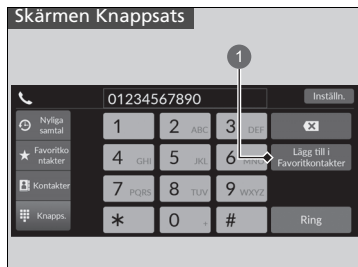 Skärmen Knappsats
1
01234567890
Inställn.
Nyliga
samtal
1
2 ABC
3 DEF
Favoritko
ntakter
4 GHI
5 JKL
6 MNO
Lägg till i
Favoritkontakter
Kontakter
7 PQRS
8 TUV
9 WXYZ
Knapps.
*
0 +
#
Ring